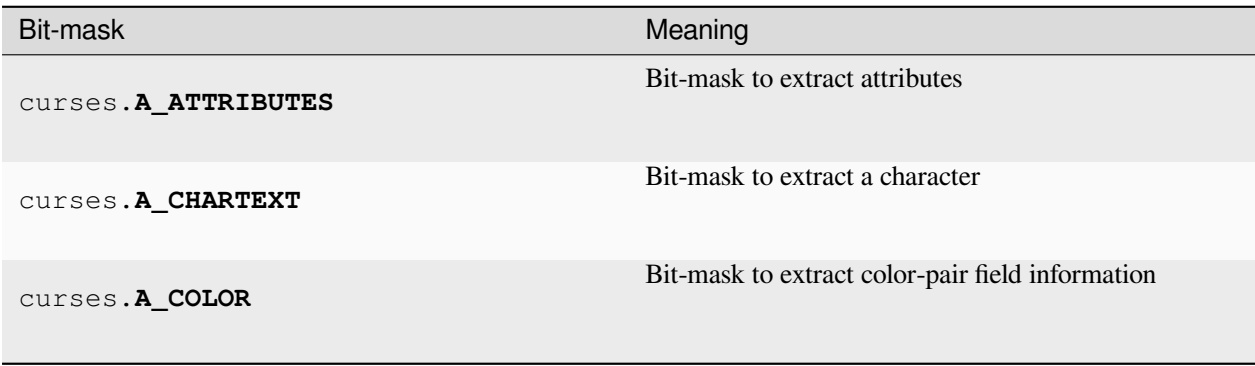 Bit-mask Meaning
curses.A_ATTRIBUTES Bit-mask to extract attributes
curses.A_CHARTEXT Bit-mask to extract a character
curses.A_COLOR Bit-mask to extract color-pair field information